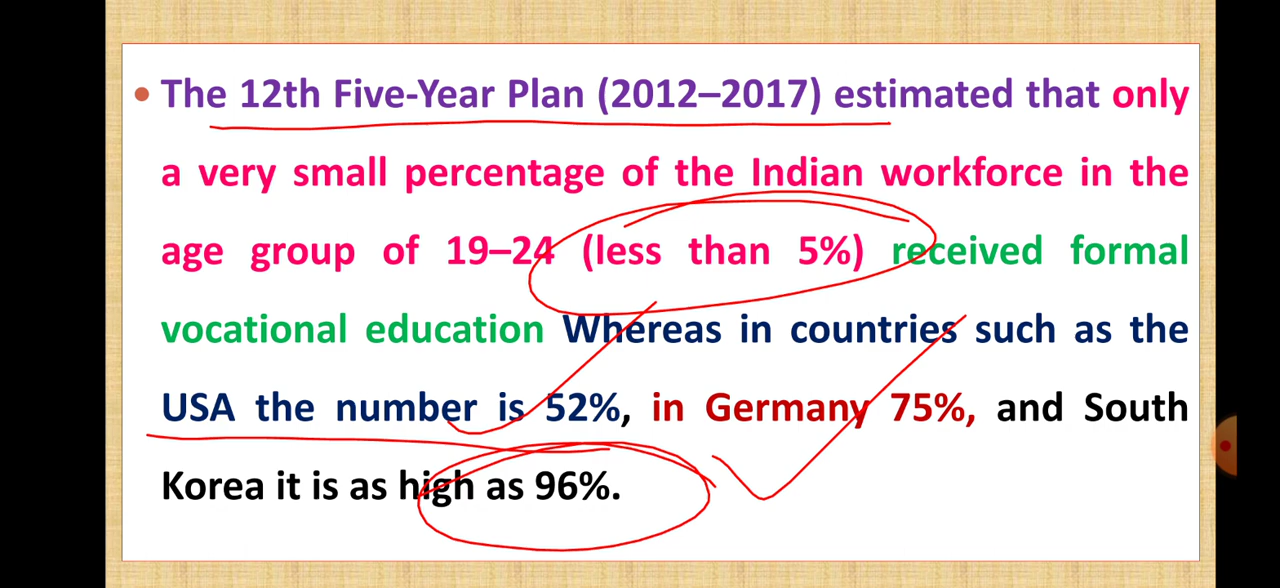 • The 12th Five-Year Plan (2012–2017) estimated that only
a very small percentage of the Indian workforce in the
age group of 19–24 (less than 5%) received formal
vocational education Whereas in countries such as the
USA the number is 52%, in Germany 75%, and South
Korea it is as high as 96%.